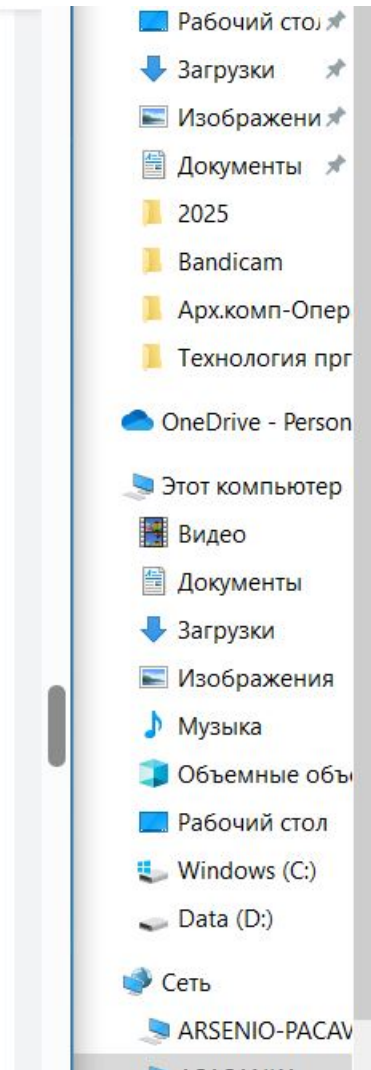 Рабочий стол
Загрузки
Изображени
Документы
2025
Bandicam
Арх.комп-Опер
Технология прг
OneDrive - Person
Этот компьютер
Видео
Документы
Загрузки
Изображения
Музыка
Объемные объе
Рабочий стол
Windows (C:)
Data (D:)
Сеть
ARSENIO-PACAV